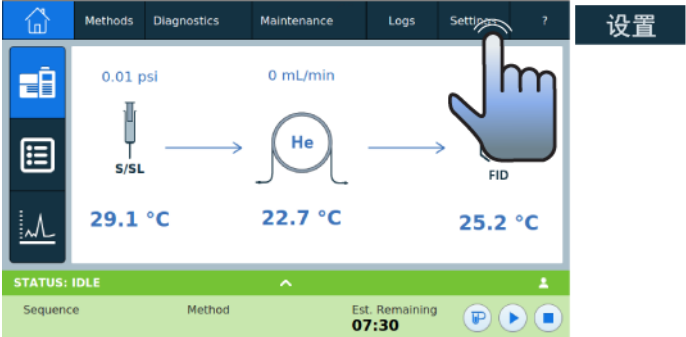 Methods Diagnostics Maintenance Logs Settings ?
设置
0.01 psi 0 mL/min
He
S/SL
FID
29.1 °C 22.7 °C 25.2 °C
STATUS: IDLE
Sequence Method Est. Remaining
07:30